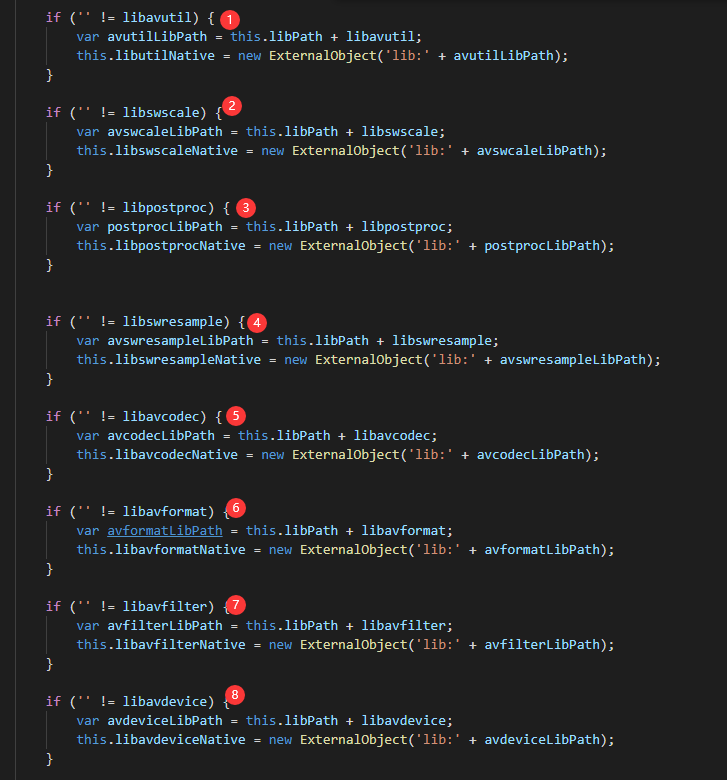 if ('' != libavutil) { 1
var avutilLibPath = this.libPath + libavutil;
this.libutilNative = new ExternalObject('lib:' + avutilLibPath);
}
if ('' != libswscale) { 2
var avswcaleLibPath = this.libPath + libswscale;
this.libswscaleNative = new ExternalObject('lib:' + avswcaleLibPath);
}
if ('' != libpostproc) { 3
var postprocLibPath = this.libPath + libpostproc;
this.libpostprocNative = new ExternalObject('lib:' + postprocLibPath);
}
if ('' != libswresample) { 4
var avswresampleLibPath = this.libPath + libswresample;
this.libswresampleNative = new ExternalObject('lib:' + avswresampleLibPath);
}
if ('' != libavcodec) { 5
var avcodecLibPath = this.libPath + libavcodec;
this.libavcodecNative = new ExternalObject('lib:' + avcodecLibPath);
}
if ('' != libavformat) { 6
var avformatLibPath = this.libPath + libavformat;
this.libavformatNative = new ExternalObject('lib:' + avformatLibPath);
}
if ('' != libavfilter) { 7
var avfilterLibPath = this.libPath + libavfilter;
this.libavfilterNative = new ExternalObject('lib:' + avfilterLibPath);
}
if ('' != libavdevice) { 8
var avdeviceLibPath = this.libPath + libavdevice;
this.libavdeviceNative = new ExternalObject('lib:' + avdeviceLibPath);
}